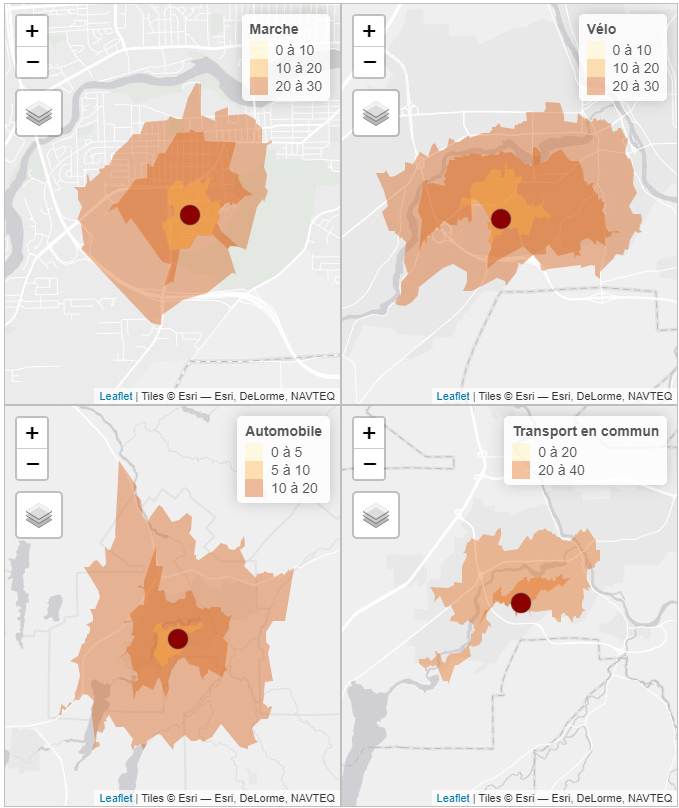 +
−
Marche
0 à 10
10 à 20
20 à 30
Leaflet | Tiles © Esri — Esri, DeLorme, NAVTEQ
+
−
Vélo
0 à 10
10 à 20
20 à 30
Leaflet | Tiles © Esri — Esri, DeLorme, NAVTEQ
+
−
Automobile
0 à 5
5 à 10
10 à 20
Leaflet | Tiles © Esri — Esri, DeLorme, NAVTEQ
+
−
Transport en commun
0 à 20
20 à 40
Leaflet | Tiles © Esri — Esri, DeLorme, NAVTEQ